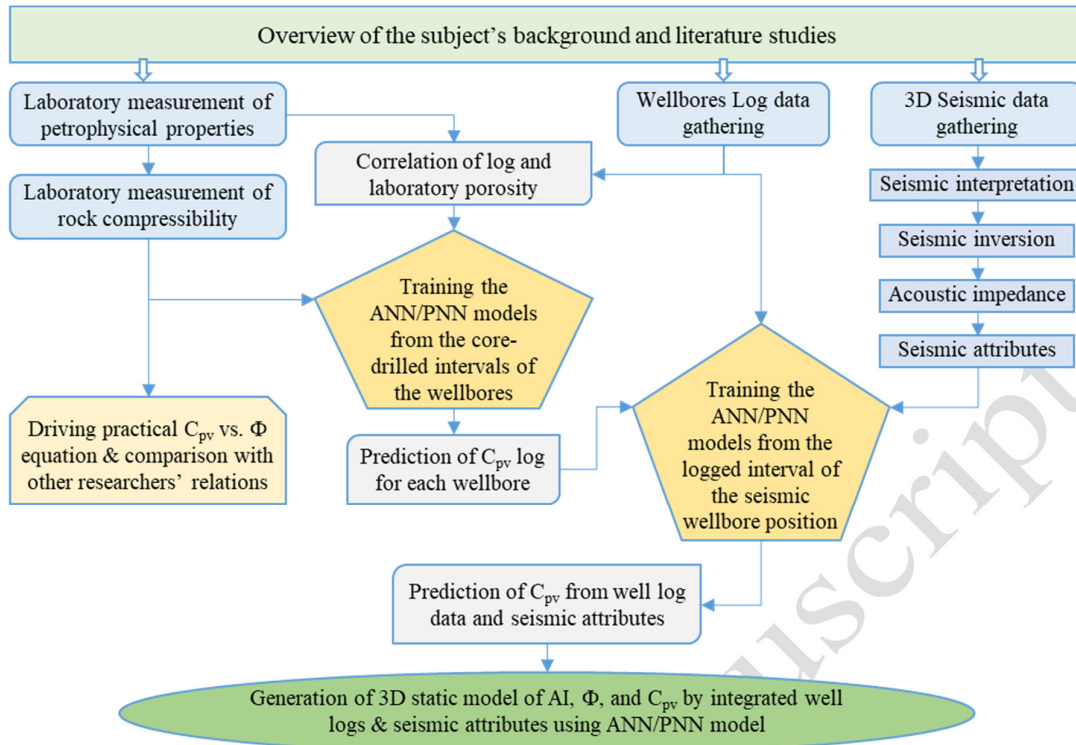 Overview of the subject's background and literature studies
Laboratory measurement of
petrophysical properties
Wellbores Log data
gathering
3D Seismic data
gathering
Correlation of log and
laboratory porosity
Laboratory measurement of
rock compressibility
Seismic interpretation
Seismic inversion
Acoustic impedance
Seismic attributes
Training the
ANN/PNN models
from the core-
drilled intervals of
the wellbores
Training the
ANN/PNN
models from the
logged interval of
the seismic
wellbore position
Driving practical Cpv vs. Φ
equation & comparison with
other researchers' relations
Prediction of Cpv log
for each wellbore
Prediction of Cpv from well log
data and seismic attributes
Generation of 3D static model of AI, Φ, and Cpv by integrated well
logs & seismic attributes using ANN/PNN model